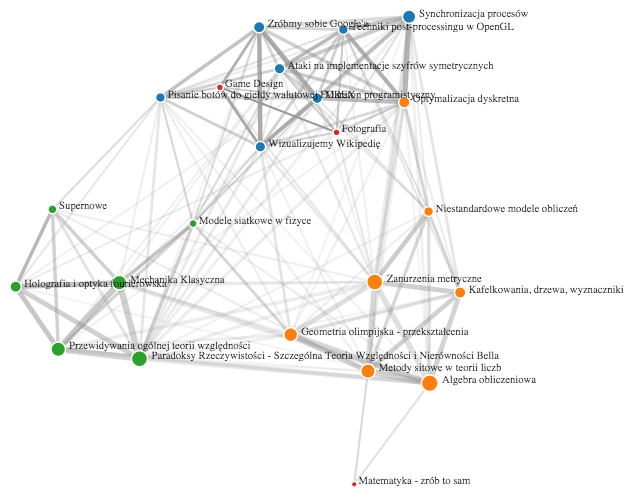 Synchronizacja procesów
Zróbmy sobie Google'a
Techniki post-processingu w OpenGL
Ataki na implementacje szyfrów symetrycznych
Game Design
Pisanie botów do giełdy walutowej FOREX
Maraton programistyczny
Optymalizacja dyskretna
Fotografia
Wizualizujemy Wikipedię
Supernowe
Niestandardowe modele obliczeń
Modele siatkowe w fizyce
Mechanika Klasyczna
Zanurzenia metryczne
Holografia i optyka fourierowska
Kafelkowania, drzewa, wyznaczniki
Geometria olimpijska - przekształcenia
Przewidywania ogólnej teorii względności
Paradoksy Rzeczywistości - Szczególna Teoria Względności i Nierówności Bella
Metody sitowe w teorii liczb
Algebra obliczeniowa
Matematyka - zrób to sam